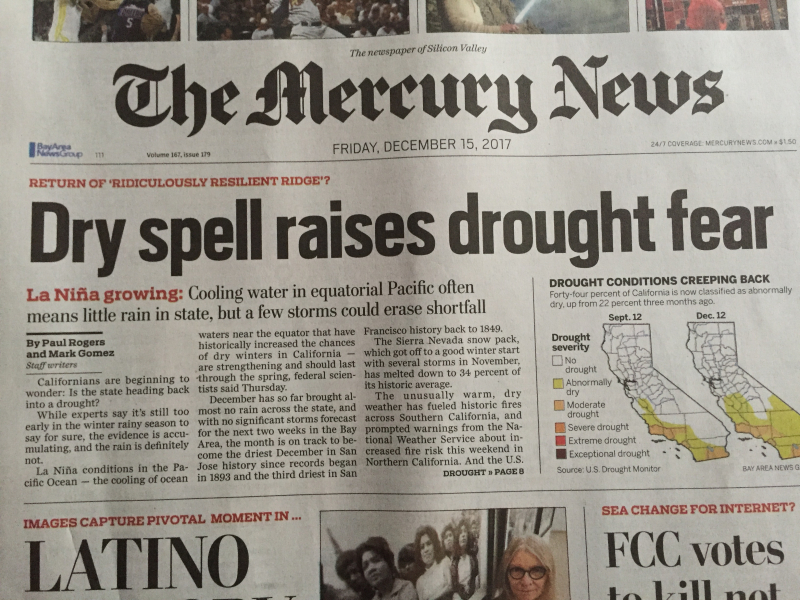 The newspaper of Silicon Valley
The Mercury News
BayArea
NewsGroup
111
Volume 167, issue 179
FRIDAY, DECEMBER 15, 2017
24/7 COVERAGE: MERCURYNEWS.COM » $1.50
RETURN OF 'RIDICULOUSLY RESILIENT RIDGE'?
Dry spell raises drought fear
La Niña growing: Cooling water in equatorial Pacific often
means little rain in state, but a few storms could erase shortfall
By Paul Rogers
and Mark Gomez
Staff writers
Californians are beginning to
wonder: Is the state heading back
into a drought?
While experts say it's still too
early in the winter rainy season to
say for sure, the evidence is accu-
mulating, and the rain is definitely
not.
La Niña conditions in the Pa-
cific Ocean — the cooling of ocean
waters near the equator that have
historically increased the chances
of dry winters in California —
are strengthening and should last
through the spring, federal scien-
tists said Thursday.
December has so far brought al-
most no rain across the state, and
with no significant storms forecast
for the next two weeks in the Bay
Area, the month is on track to be-
come the driest December in San
Jose history since records began
in 1893 and the third driest in San
Francisco history back to 1849.
The Sierra Nevada snow pack,
which got off to a good winter start
with several storms in November,
has melted down to 34 percent of
its historic average.
The unusually warm, dry
weather has fueled historic fires
across Southern California, and
prompted warnings from the Na-
tional Weather Service about in-
creased fire risk this weekend in
Northern California. And the U.S.
DROUGHT » PAGE 8
DROUGHT CONDITIONS CREEPING BACK
Forty-four percent of California is now classified as abnormally
dry, up from 22 percent three months ago.
Sept. 12
Dec. 12
Drought
severity
No
drought
Abnormally
dry
Moderate
drought
Severe drought
Extreme drought
Exceptional drought
Source: U.S. Drought Monitor
BAY AREA NEWS G
IMAGES CAPTURE PIVOTAL MOMENT IN ...
LATINO
SEA CHANGE FOR INTERNET?
FCC votes
to kill net